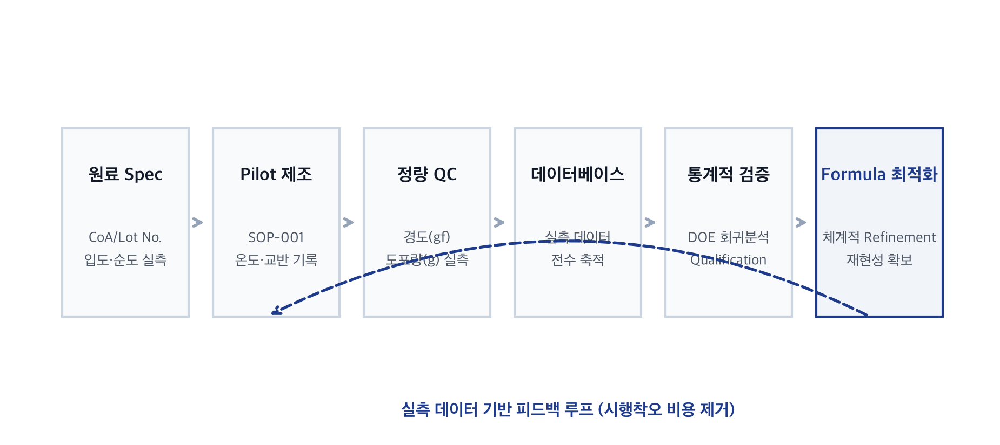 원료 Spec
CoA/Lot No.
입도·순도 실측
Pilot 제조
SOP-001
온도·교반 기록
정량 QC
경도(gf)
도포량(g) 실측
데이터베이스
실측 데이터
전수 축적
통계적 검증
DOE 회귀분석
Qualification
Formula 최적화
체계적 Refinement
재현성 확보
실측 데이터 기반 피드백 루프 (시행착오 비용 제거)